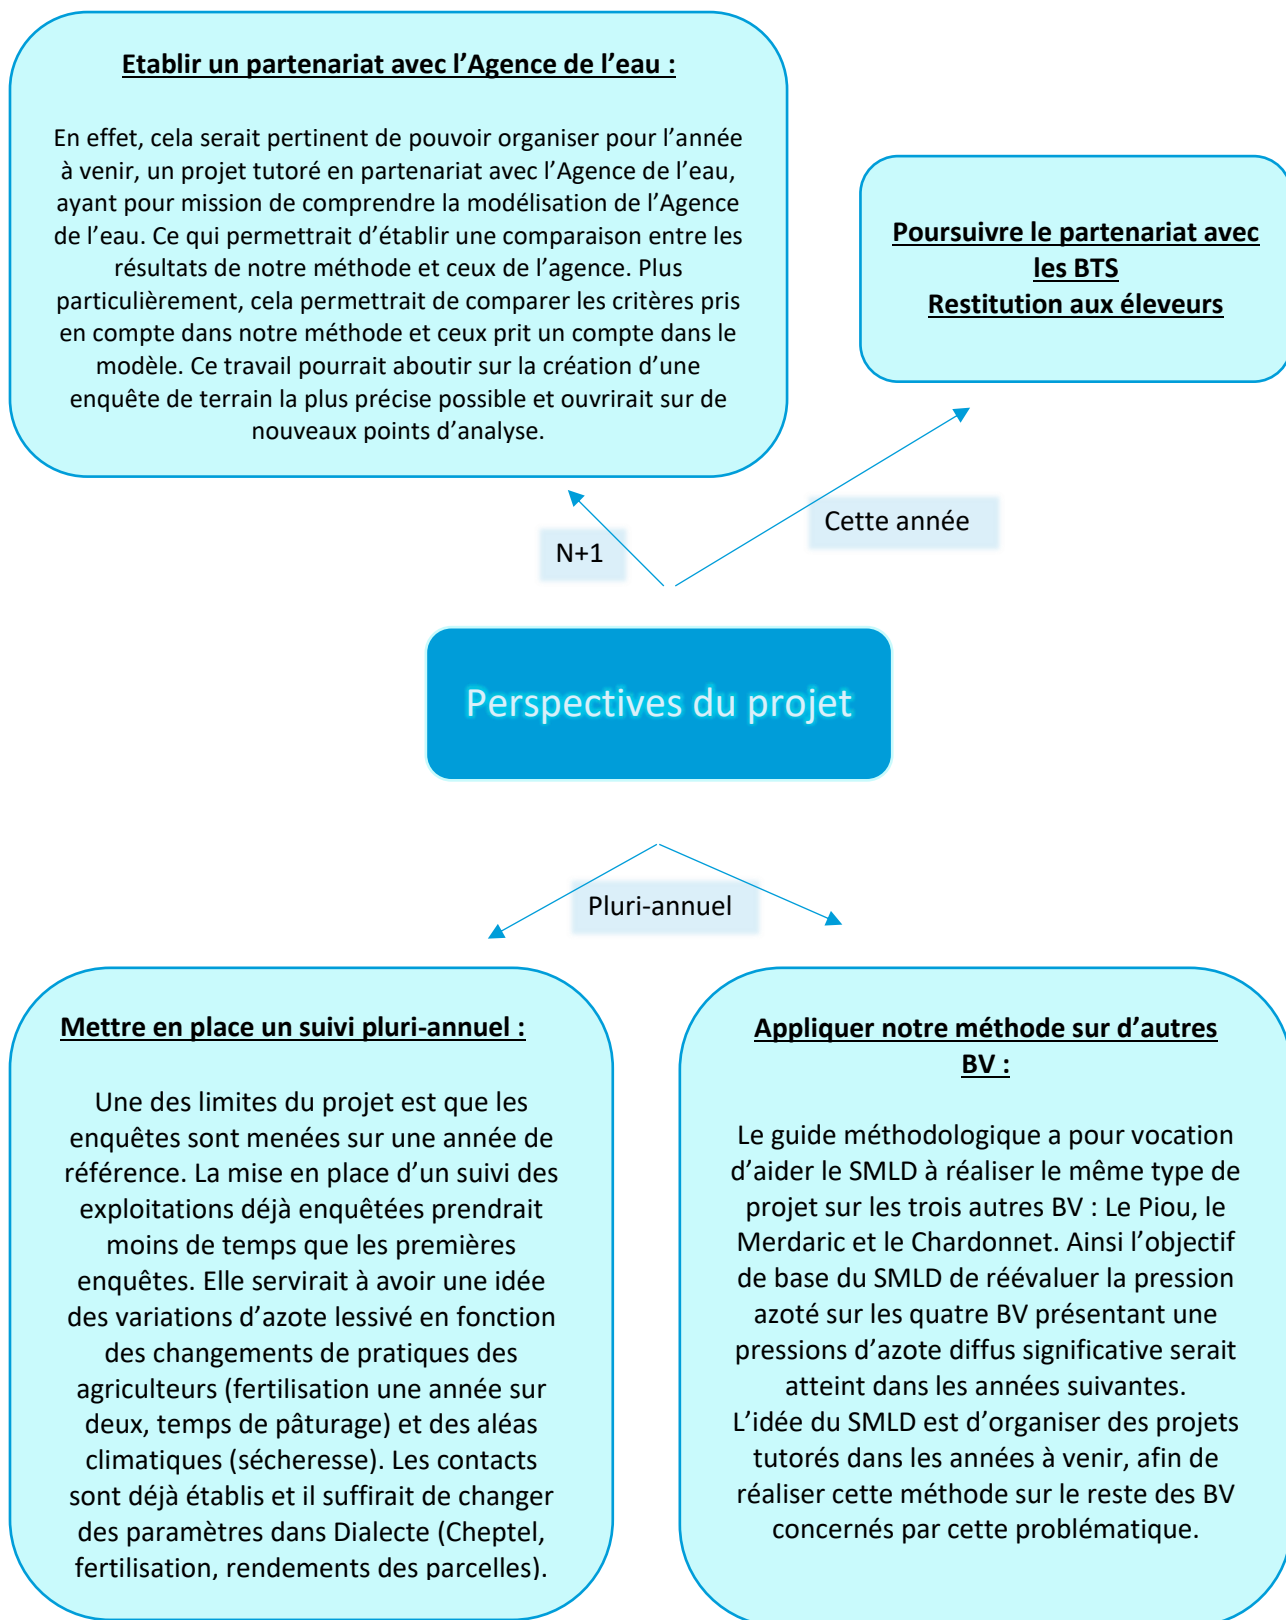 Etablir un partenariat avec l’Agence de l’eau :
En effet, cela serait pertinent de pouvoir organiser pour l’année
à venir, un projet tutoré en partenariat avec l’Agence de l’eau,
ayant pour mission de comprendre la modélisation de l’Agence
de l’eau. Ce qui permettrait d’établir une comparaison entre les
résultats de notre méthode et ceux de l’agence. Plus
particulièrement, cela permettrait de comparer les critères pris
en compte dans notre méthode et ceux prit un compte dans le
modèle. Ce travail pourrait aboutir sur la création d’une
enquête de terrain la plus précise possible et ouvrirait sur de
nouveaux points d’analyse.
Poursuivre le partenariat avec
les BTS
Restitution aux éleveurs
Cette année
N+1
Perspectives du projet
Pluri-annuel
Mettre en place un suivi pluri-annuel :
Une des limites du projet est que les
enquêtes sont menées sur une année de
référence. La mise en place d’un suivi des
exploitations déjà enquêtées prendrait
moins de temps que les premières
enquêtes. Elle servirait à avoir une idée
des variations d’azote lessivé en fonction
des changements de pratiques des
agriculteurs (fertilisation une année sur
deux, temps de pâturage) et des aléas
climatiques (sécheresse). Les contacts
sont déjà établis et il suffirait de changer
des paramètres dans Dialecte (Cheptel,
fertilisation, rendements des parcelles).
Appliquer notre méthode sur d’autres
BV :
Le guide méthodologique a pour vocation
d’aider le SMLD à réaliser le même type de
projet sur les trois autres BV : Le Piou, le
Merdaric et le Chardonnet. Ainsi l’objectif
de base du SMLD de réévaluer la pression
azoté sur les quatre BV présentant une
pressions d’azote diffus significative serait
atteint dans les années suivantes.
L’idée du SMLD est d’organiser des projets
tutorés dans les années à venir, afin de
réaliser cette méthode sur le reste des BV
concernés par cette problématique.